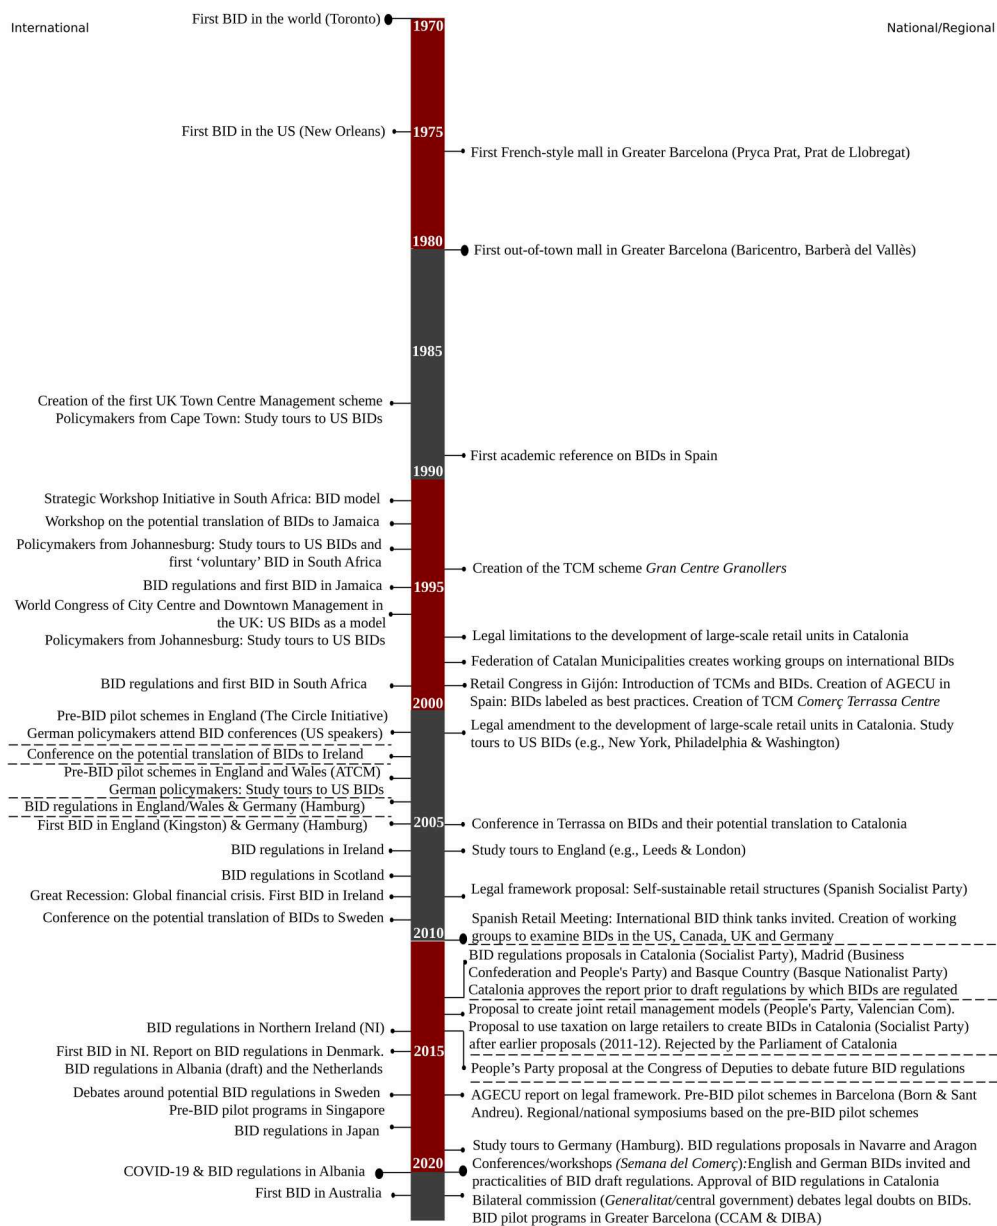 First BID in the world (Toronto)
International
1970
National/Regional
First BID in the US (New Orleans)
1975
First French-style mall in Greater Barcelona (Pryca Prat, Prat de Llobregat)
1980
First out-of-town mall in Greater Barcelona (Baricentro, Barberà del Vallès)
1985
Creation of the first UK Town Centre Management scheme
Policymakers from Cape Town: Study tours to US BIDs
First academic reference on BIDs in Spain
1990
Strategic Workshop Initiative in South Africa: BID model
Workshop on the potential translation of BIDs to Jamaica
Policymakers from Johannesburg: Study tours to US BIDs and
first ‘voluntary’ BID in South Africa
Creation of the TCM scheme Gran Centre Granollers
BID regulations and first BID in Jamaica
1995
World Congress of City Centre and Downtown Management in
the UK: US BIDs as a model
Policymakers from Johannesburg: Study tours to US BIDs
Legal limitations to the development of large-scale retail units in Catalonia
Federation of Catalan Municipalities creates working groups on international BIDs
BID regulations and first BID in South Africa
Retail Congress in Gijón: Introduction of TCMs and BIDs. Creation of AGECU in
Spain: BIDs labeled as best practices. Creation of TCM Comerç Terrassa Centre
2000
Pre-BID pilot schemes in England (The Circle Initiative)
German policymakers attend BID conferences (US speakers)
Legal amendment to the development of large-scale retail units in Catalonia. Study
tours to US BIDs (e.g., New York, Philadelphia & Washington)
Conference on the potential translation of BIDs to Ireland
Pre-BID pilot schemes in England and Wales (ATCM)
German policymakers: Study tours to US BIDs
BID regulations in England/Wales & Germany (Hamburg)
First BID in England (Kingston) & Germany (Hamburg)
2005
Conference in Terrassa on BIDs and their potential translation to Catalonia
BID regulations in Ireland
Study tours to England (e.g., Leeds & London)
BID regulations in Scotland
Great Recession: Global financial crisis. First BID in Ireland
Legal framework proposal: Self-sustainable retail structures (Spanish Socialist Party)
Conference on the potential translation of BIDs to Sweden
2010
Spanish Retail Meeting: International BID think tanks invited. Creation of working
groups to examine BIDs in the US, Canada, UK and Germany
BID regulations proposals in Catalonia (Socialist Party), Madrid (Business
Confederation and People's Party) and Basque Country (Basque Nationalist Party)
Catalonia approves the report prior to draft regulations by which BIDs are regulated
Proposal to create joint retail management models (People's Party, Valencian Com).
Proposal to use taxation on large retailers to create BIDs in Catalonia (Socialist Party)
after earlier proposals (2011-12). Rejected by the Parliament of Catalonia
BID regulations in Northern Ireland (NI)
First BID in NI. Report on BID regulations in Denmark.
BID regulations in Albania (draft) and the Netherlands
2015
People’s Party proposal at the Congress of Deputies to debate future BID regulations
Debates around potential BID regulations in Sweden
Pre-BID pilot programs in Singapore
AGECU report on legal framework. Pre-BID pilot schemes in Barcelona (Born & Sant
Andreu). Regional/national symposiums based on the pre-BID pilot schemes
BID regulations in Japan
Study tours to Germany (Hamburg). BID regulations proposals in Navarre and Aragon
2020
COVID-19 & BID regulations in Albania
Conferences/workshops (Semana del Comerç):English and German BIDs invited and
practicalities of BID draft regulations. Approval of BID regulations in Catalonia
First BID in Australia
Bilateral commission (Generalitat/central government) debates legal doubts on BIDs.
BID pilot programs in Greater Barcelona (CCAM & DIBA)